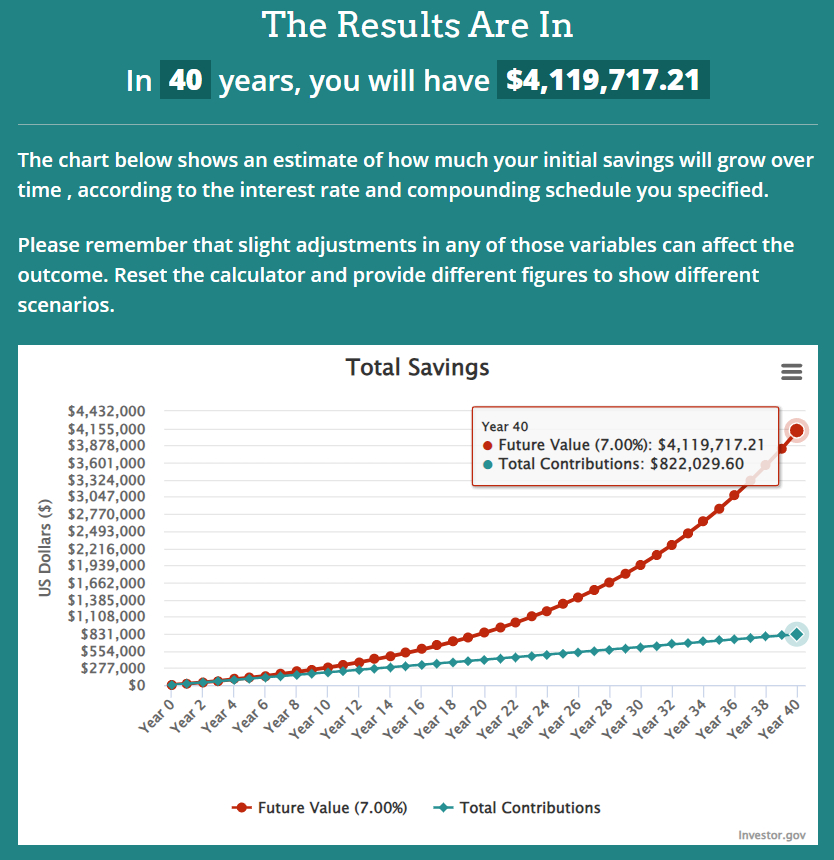 The Results Are In
In 40 years, you will have $4,119,717.21
The chart below shows an estimate of how much your initial savings will grow over
time , according to the interest rate and compounding schedule you specified.
Please remember that slight adjustments in any of those variables can affect the
outcome. Reset the calculator and provide different figures to show different
scenarios.
Total Savings
US Dollars ($)
$4,432,000
$4,155,000
$3,878,000
$3,601,000
$3,324,000
$3,047,000
$2,770,000
$2,493,000
$2,216,000
$1,939,000
$1,662,000
$1,385,000
$1,108,000
$831,000
$554,000
$277,000
$0
Year 40
Future Value (7.00%): $4,119,717.21
Total Contributions: $822,029.60
Year 0
Year 2
Year 4
Year 6
Year 8
Year 10
Year 12
Year 14
Year 16
Year 18
Year 20
Year 22
Year 24
Year 26
Year 28
Year 30
Year 32
Year 34
Year 36
Year 38
Year 40
Future Value (7.00%)
Total Contributions
Investor.gov